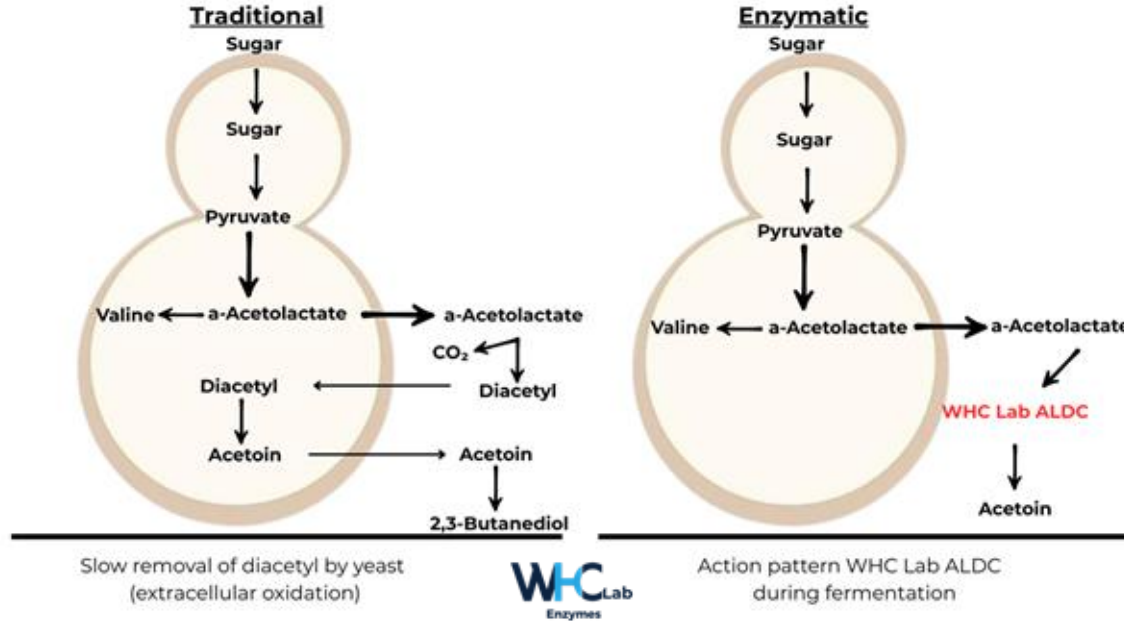 Traditional
Sugar
Sugar
Pyruvate
Valine
a-Acetolactate
a-Acetolactate
CO₂
Diacetyl
Diacetyl
Acetoin
Acetoin
2,3-Butanediol
Slow removal of diacetyl by yeast
(extracellular oxidation)
Enzymatic
Sugar
Sugar
Pyruvate
Valine
a-Acetolactate
a-Acetolactate
WHC Lab ALDC
Acetoin
Action pattern WHC Lab ALDC
during fermentation
WHC Lab
Enzymes